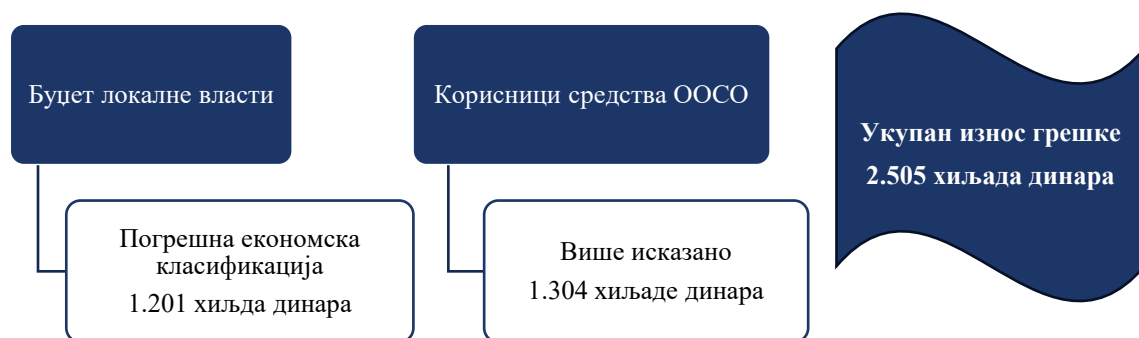 Буџет локалне власти
Погрешна економска
класификација
1.201 хиљда динара
Корисници средства ООСО
Више исказано
1.304 хиљаде динара
Укупан износ грешке
2.505 хиљада динара